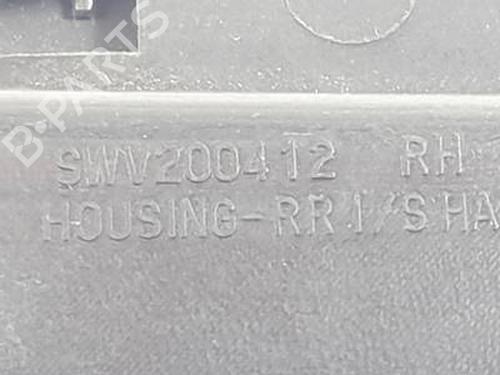 B-PARTS
SWV200412 RH
HOUSING-RR I/S HA